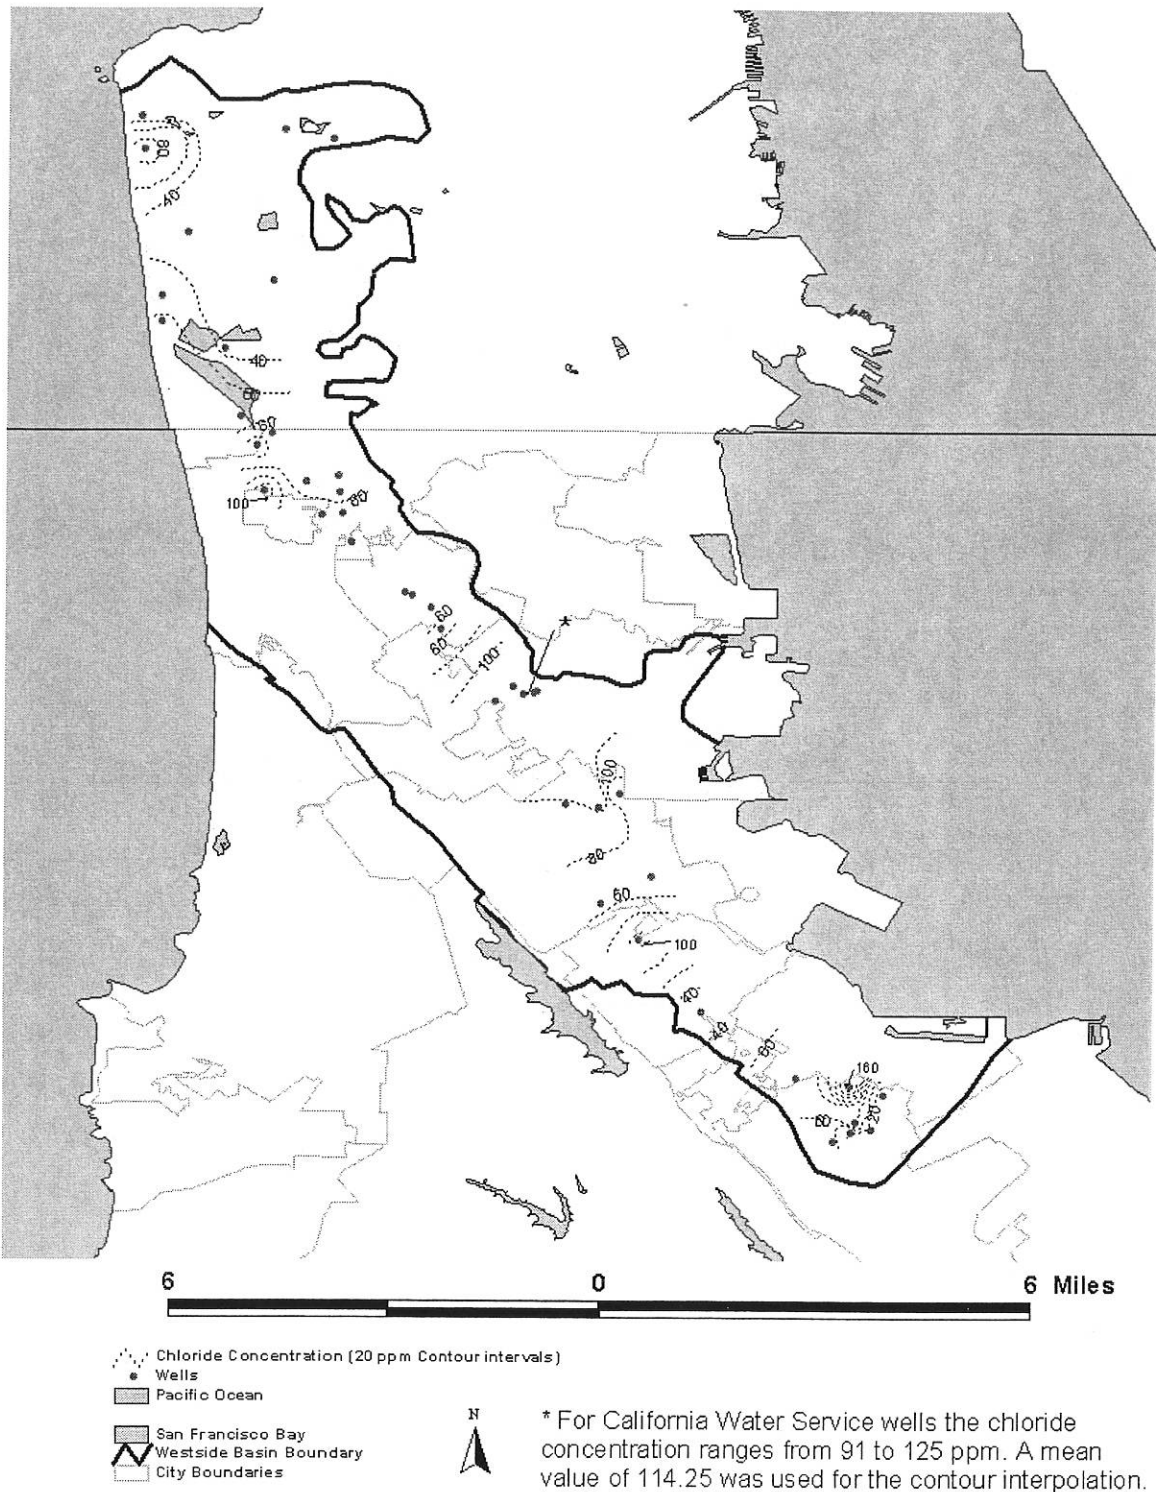 80
40
40
60
80
100
80
*
60
80
100
100
80
60
100
40
40
60
160
60
120
6
0
6 Miles
Chloride Concentration (20 ppm Contour intervals)
Wells
Pacific Ocean
San Francisco Bay
Westside Basin Boundary
City Boundaries
N
* For California Water Service wells the chloride
concentration ranges from 91 to 125 ppm. A mean
value of 114.25 was used for the contour interpolation.